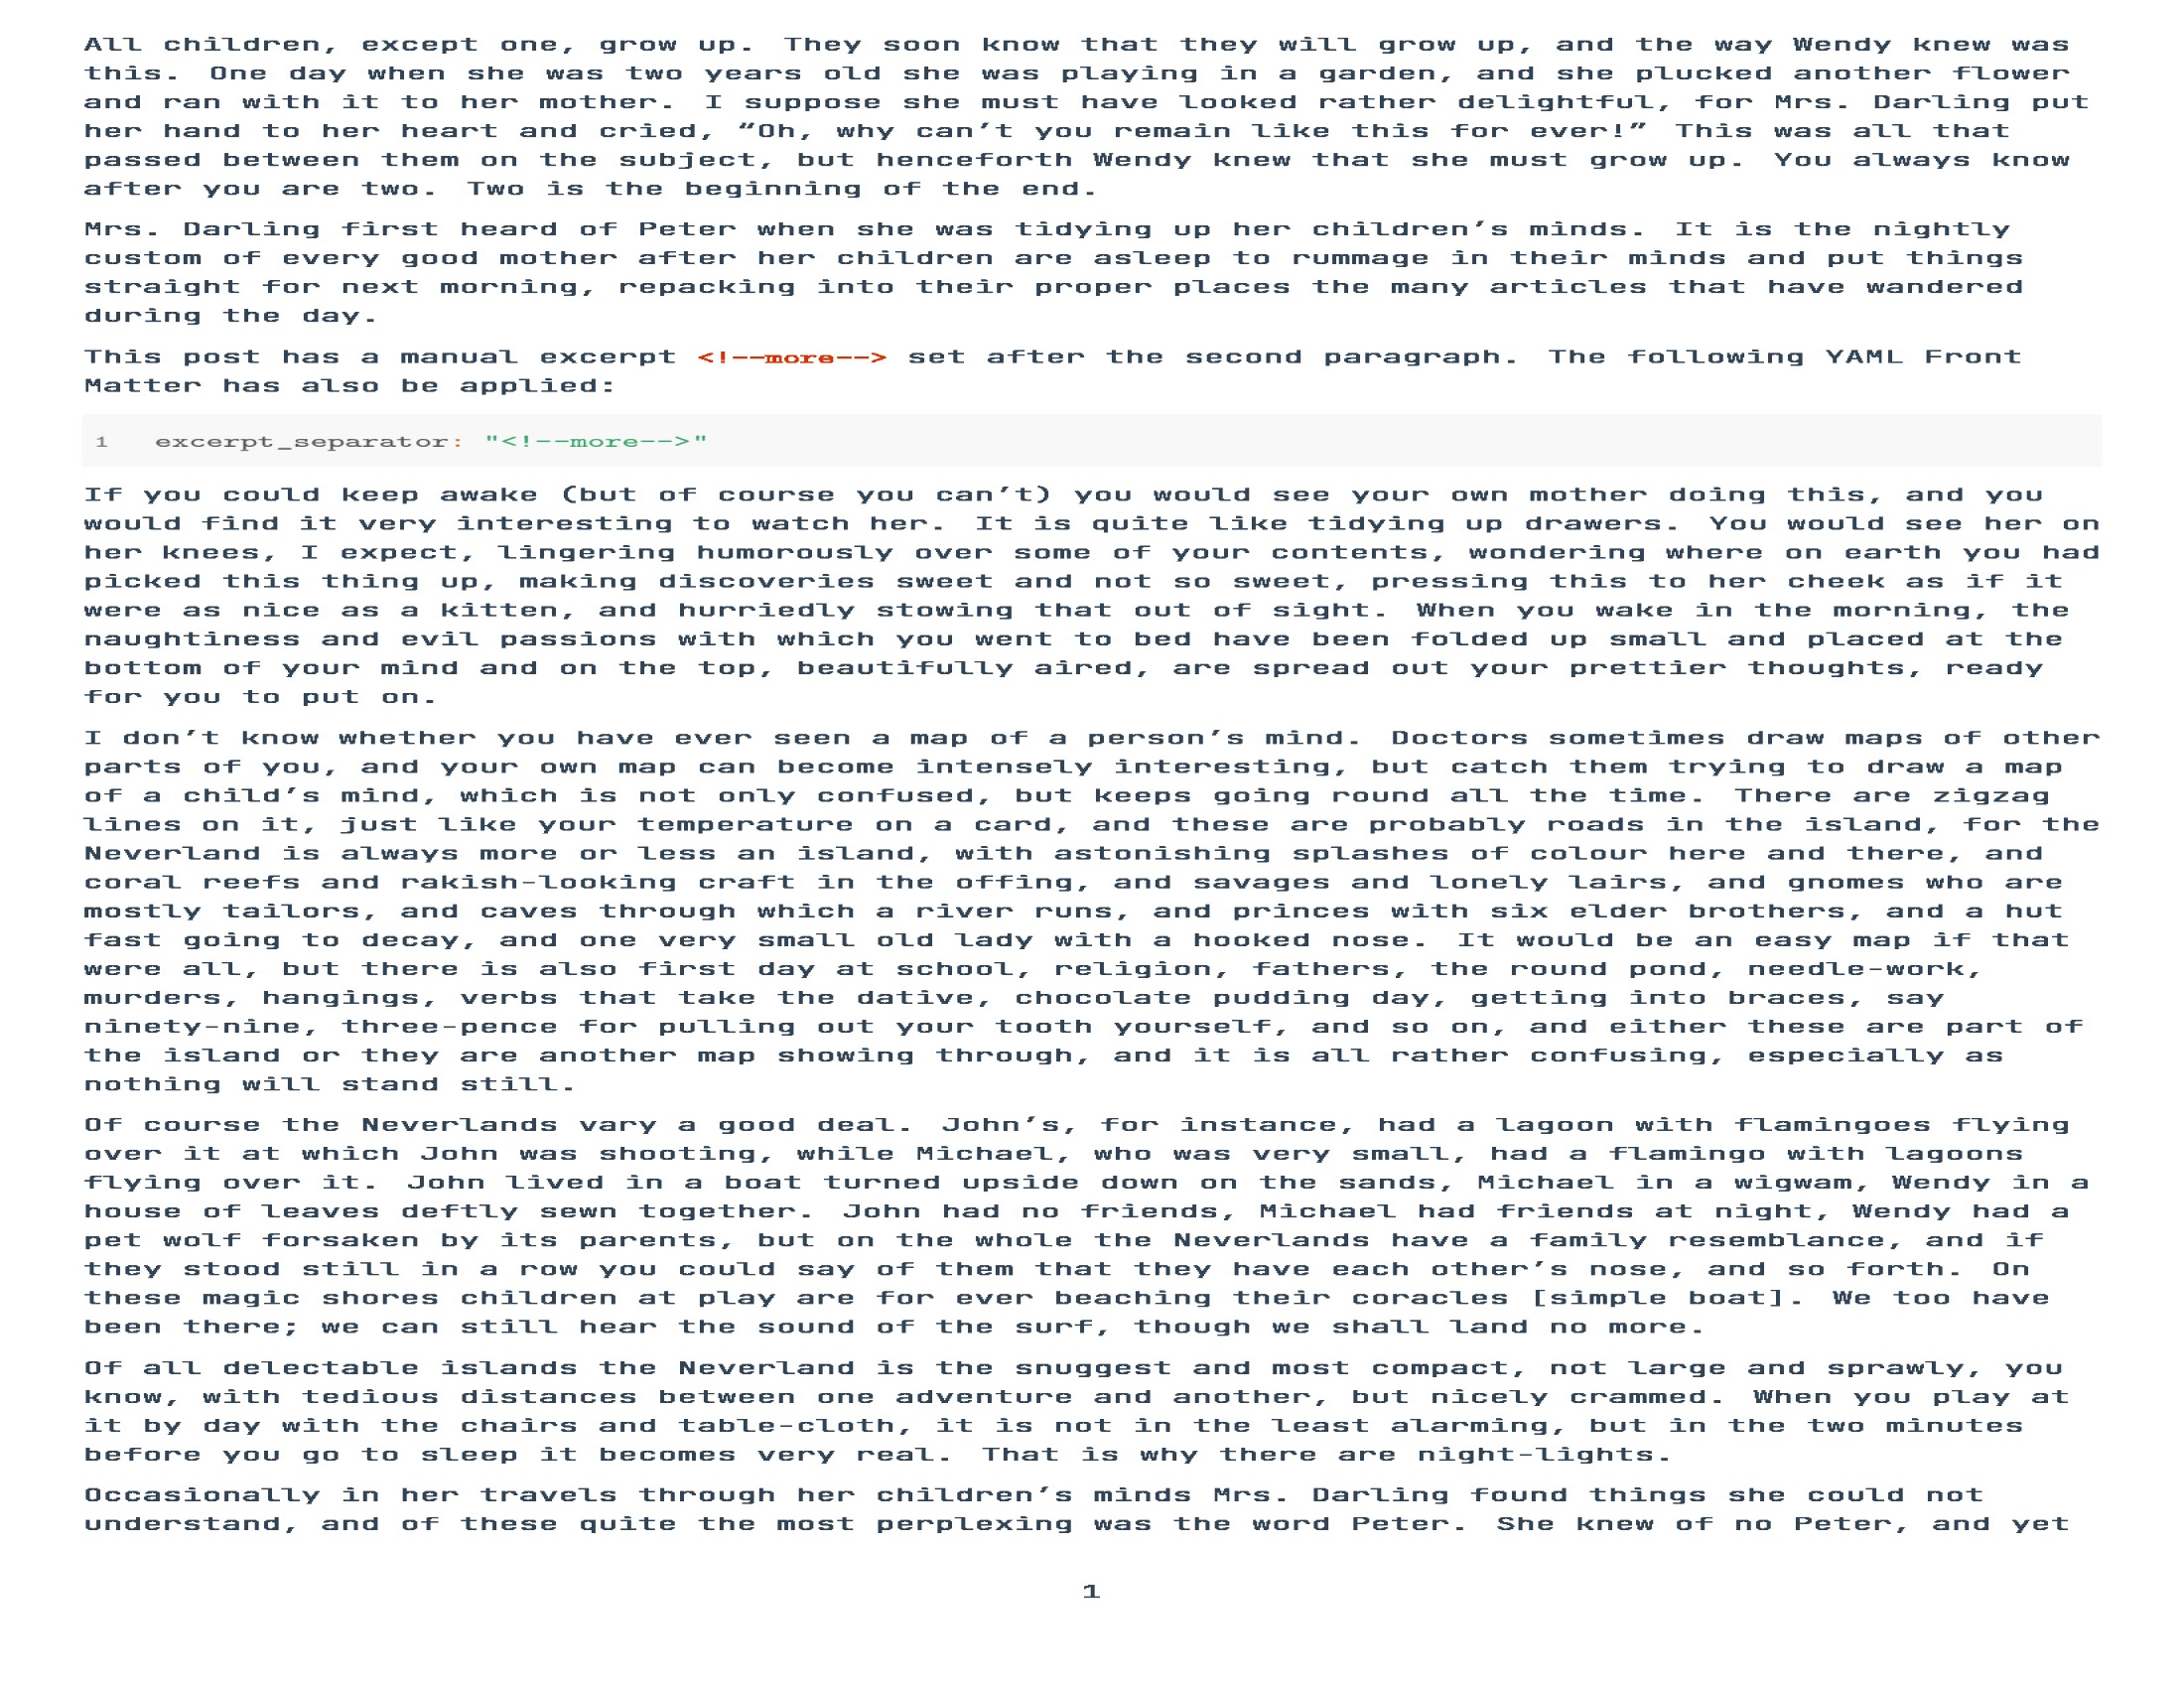 All children, except one, grow up. They soon know that they will grow up, and the way Wendy knew was
this. One day when she was two years old she was playing in a garden, and she plucked another flower
and ran with it to her mother. I suppose she must have looked rather delightful, for Mrs. Darling put
her hand to her heart and cried, “Oh, why can’t you remain like this for ever!” This was all that
passed between them on the subject, but henceforth Wendy knew that she must grow up. You always know
after you are two. Two is the beginning of the end.
Mrs. Darling first heard of Peter when she was tidying up her children’s minds. It is the nightly
custom of every good mother after her children are asleep to rummage in their minds and put things
straight for next morning, repacking into their proper places the many articles that have wandered
during the day.
This post has a manual excerpt <!--more--> set after the second paragraph. The following YAML Front
Matter has also be applied:
1 excerpt_separator: "<!--more-->"
If you could keep awake (but of course you can’t) you would see your own mother doing this, and you
would find it very interesting to watch her. It is quite like tidying up drawers. You would see her on
her knees, I expect, lingering humorously over some of your contents, wondering where on earth you had
picked this thing up, making discoveries sweet and not so sweet, pressing this to her cheek as if it
were as nice as a kitten, and hurriedly stowing that out of sight. When you wake in the morning, the
naughtiness and evil passions with which you went to bed have been folded up small and placed at the
bottom of your mind and on the top, beautifully aired, are spread out your prettier thoughts, ready
for you to put on.
I don’t know whether you have ever seen a map of a person’s mind. Doctors sometimes draw maps of other
parts of you, and your own map can become intensely interesting, but catch them trying to draw a map
of a child’s mind, which is not only confused, but keeps going round all the time. There are zigzag
lines on it, just like your temperature on a card, and these are probably roads in the island, for the
Neverland is always more or less an island, with astonishing splashes of colour here and there, and
coral reefs and rakish-looking craft in the offing, and savages and lonely lairs, and gnomes who are
mostly tailors, and caves through which a river runs, and princes with six elder brothers, and a hut
fast going to decay, and one very small old lady with a hooked nose. It would be an easy map if that
were all, but there is also first day at school, religion, fathers, the round pond, needle-work,
murders, hangings, verbs that take the dative, chocolate pudding day, getting into braces, say
ninety-nine, three-pence for pulling out your tooth yourself, and so on, and either these are part of
the island or they are another map showing through, and it is all rather confusing, especially as
nothing will stand still.
Of course the Neverlands vary a good deal. John’s, for instance, had a lagoon with flamingoes flying
over it at which John was shooting, while Michael, who was very small, had a flamingo with lagoons
flying over it. John lived in a boat turned upside down on the sands, Michael in a wigwam, Wendy in a
house of leaves deftly sewn together. John had no friends, Michael had friends at night, Wendy had a
pet wolf forsaken by its parents, but on the whole the Neverlands have a family resemblance, and if
they stood still in a row you could say of them that they have each other’s nose, and so forth. On
these magic shores children at play are for ever beaching their coracles [simple boat]. We too have
been there; we can still hear the sound of the surf, though we shall land no more.
Of all delectable islands the Neverland is the snuggest and most compact, not large and sprawly, you
know, with tedious distances between one adventure and another, but nicely crammed. When you play at
it by day with the chairs and table-cloth, it is not in the least alarming, but in the two minutes
before you go to sleep it becomes very real. That is why there are night-lights.
Occasionally in her travels through her children’s minds Mrs. Darling found things she could not
understand, and of these quite the most perplexing was the word Peter. She knew of no Peter, and yet
1